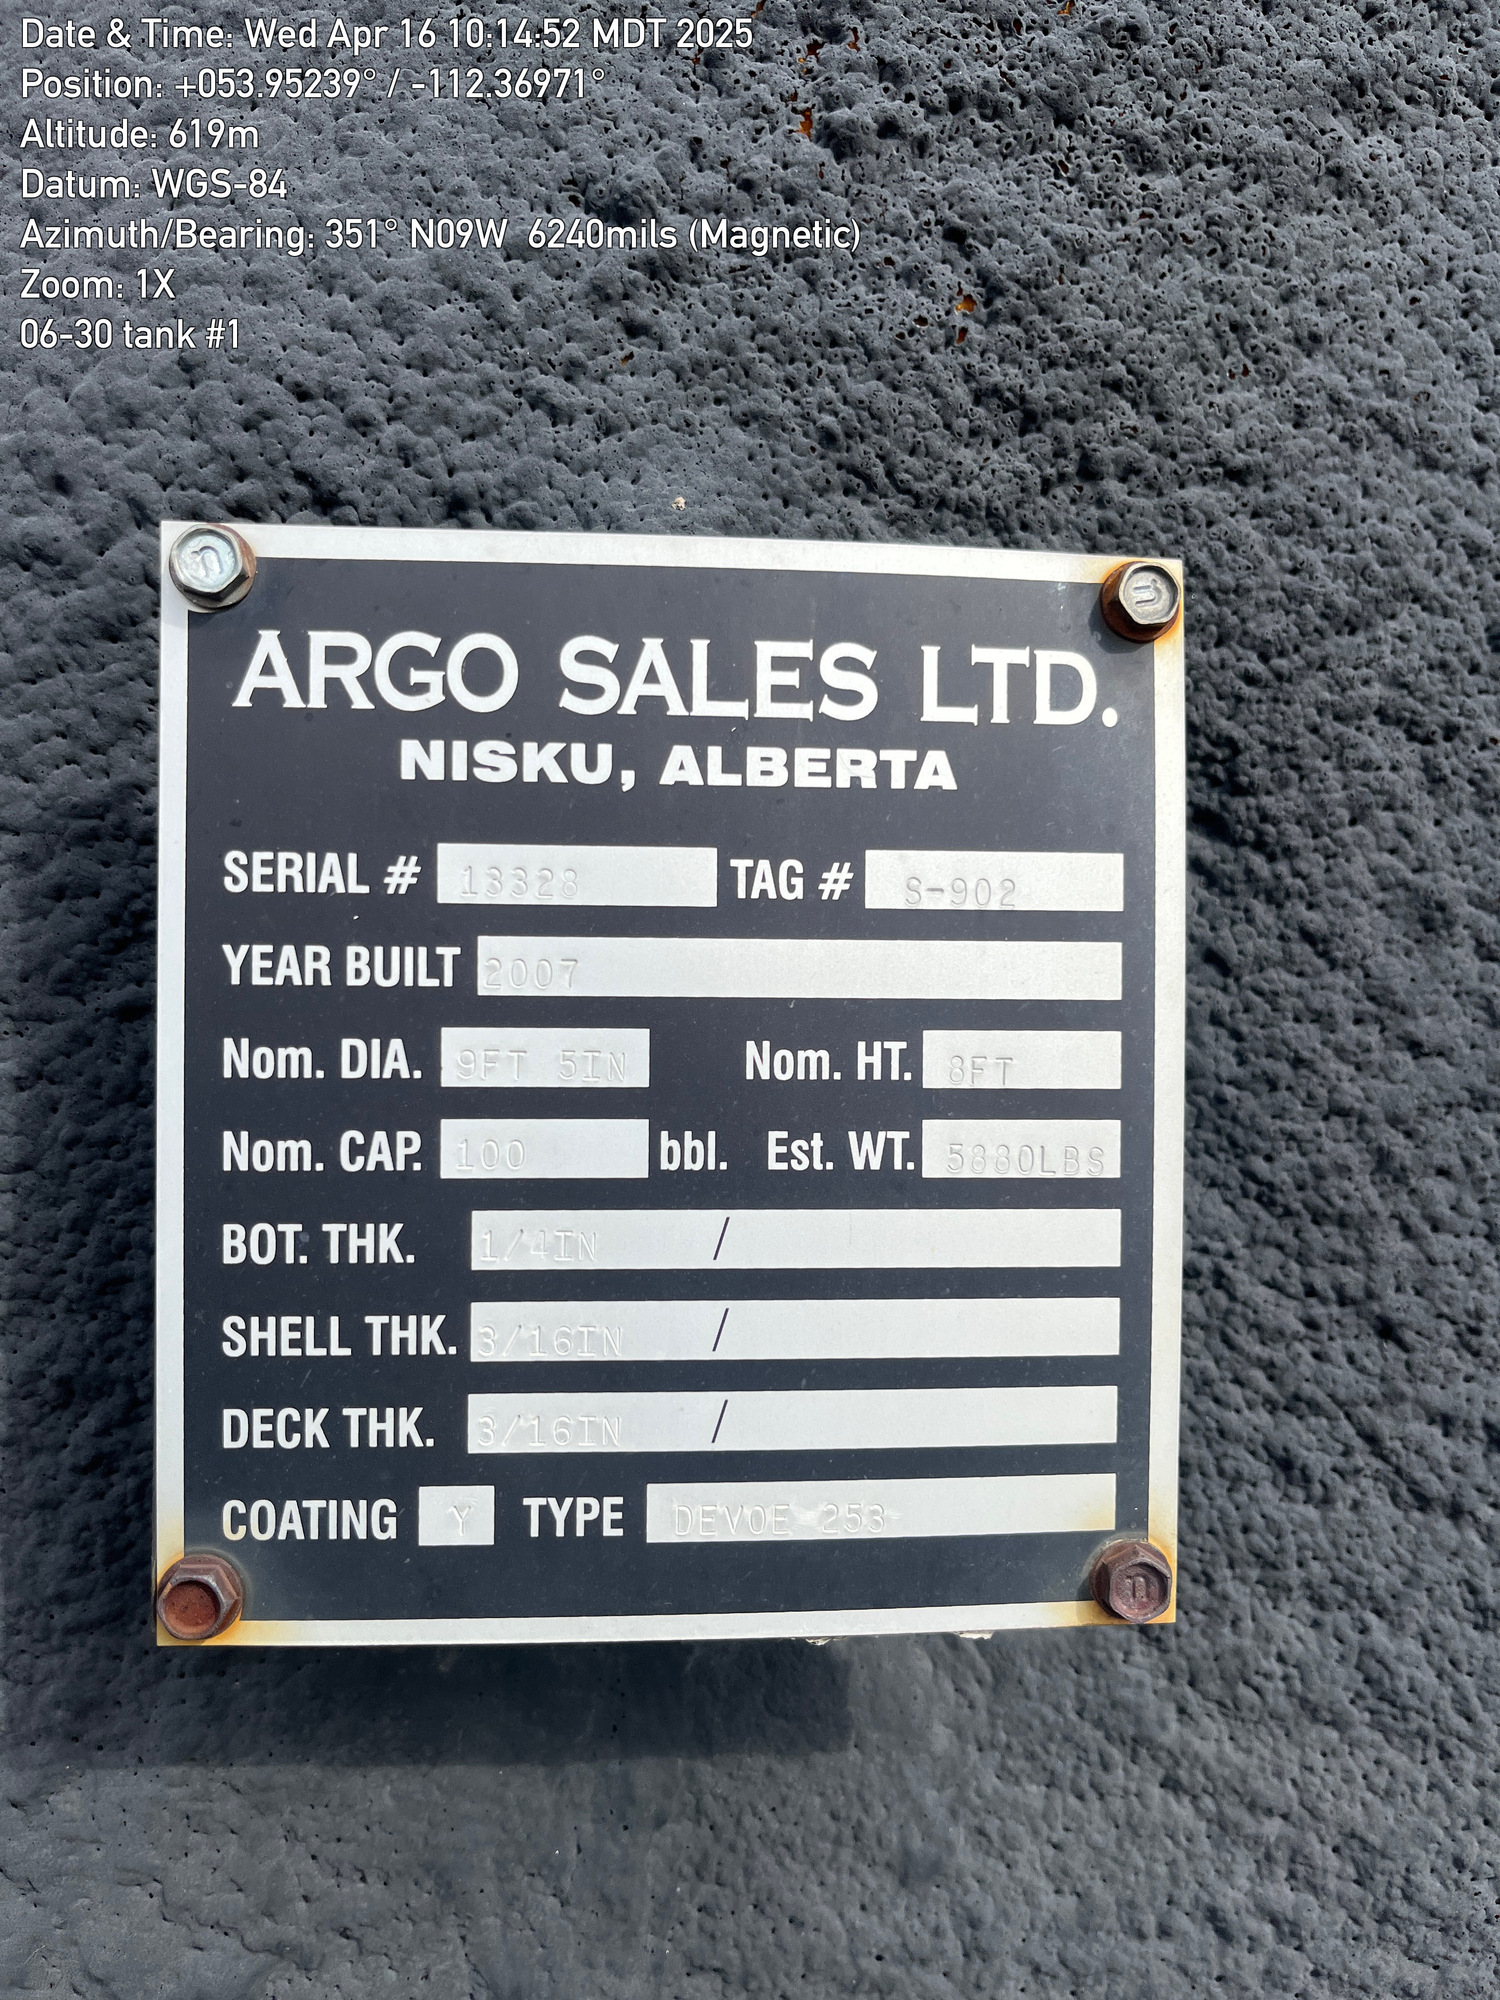 Date & Time: Wed Apr 16 10:14:52 MDT 2025
Position: +053.95239° / -112.36971°
Altitude: 619m
Datum: WGS-84
Azimuth/Bearing: 351° N09W 6240mils (Magnetic)
Zoom: 1X
06-30 tank #1
ARGO SALES LTD.
NISKU, ALBERTA
SERIAL # 13328 TAG # S-902
YEAR BUILT 2007
Nom. DIA. 9FT 5IN Nom. HT. 8FT
Nom. CAP. 100 bbl. Est. WT. 5880LBS
BOT. THK. 1/4IN /
SHELL THK. 3/16IN /
DECK THK. 3/16IN /
COATING Y TYPE DEVOE 253